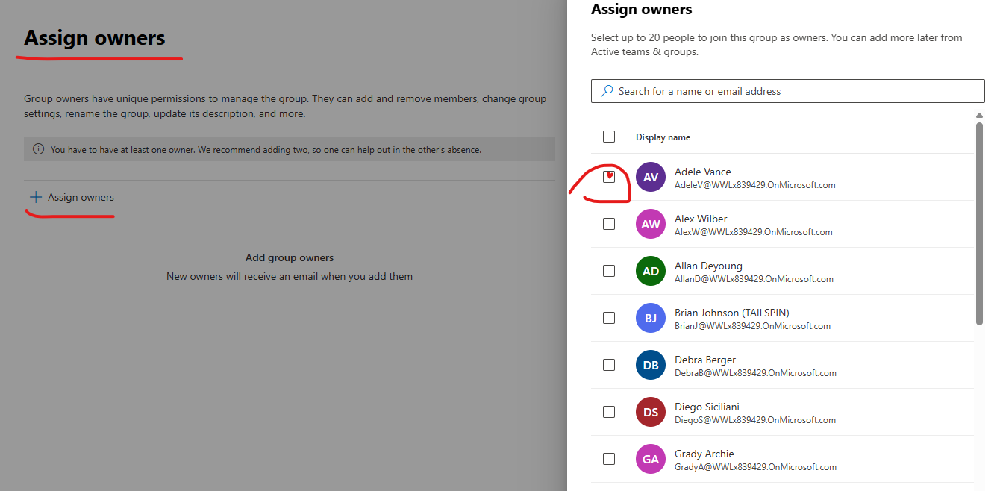 Assign owners
Group owners have unique permissions to manage the group. They can add and remove members, change group
settings, rename the group, update its description, and more.
You have to have at least one owner. We recommend adding two, so one can help out in the other's absence.
Assign owners
Add group owners
New owners will receive an email when you add them
Assign owners
Select up to 20 people to join this group as owners. You can add more later from
Active teams & groups.
Search for a name or email address
Display name
AV
Adele Vance
AdeleV@WWLx839429.OnMicrosoft.com
AW
Alex Wilber
AlexW@WWLx839429.OnMicrosoft.com
AD
Allan Deyoung
AllanD@WWLx839429.OnMicrosoft.com
BJ
Brian Johnson (TAILSPIN)
BrianJ@WWLx839429.OnMicrosoft.com
DB
Debra Berger
DebraB@WWLx839429.OnMicrosoft.com
DS
Diego Siciliani
DiegoS@WWLx839429.OnMicrosoft.com
GA
Grady Archie
GradyA@WWLx839429.OnMicrosoft.com